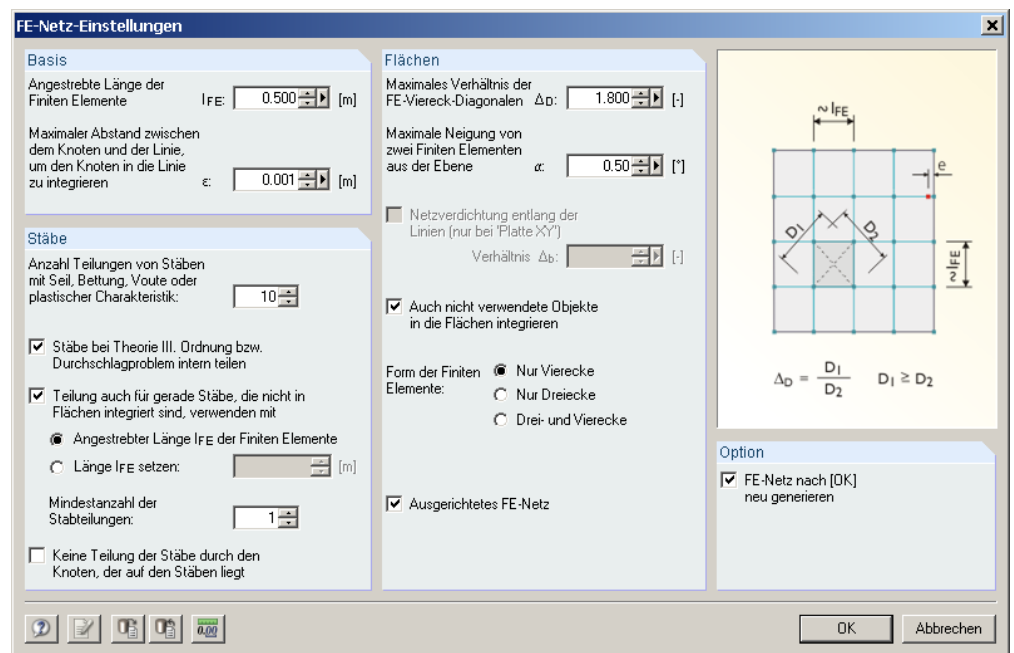 FE-Netz-Einstellungen
Basis
Angestrebte Länge der
Finiten Elemente lFE: 0.500 [m]
Maximaler Abstand zwischen
dem Knoten und der Linie,
um den Knoten in die Linie
zu integrieren ε: 0.001 [m]
Stäbe
Anzahl Teilungen von Stäben
mit Seil, Bettung, Voute oder
plastischer Charakteristik: 10
Stäbe bei Theorie III. Ordnung bzw.
Durchschlagproblem intern teilen
Teilung auch für gerade Stäbe, die nicht in
Flächen integriert sind, verwenden mit
Angestrebter Länge lFE der Finiten Elemente
Länge lFE setzen: [m]
Mindestanzahl der
Stabteilungen: 1
Keine Teilung der Stäbe durch den
Knoten, der auf den Stäben liegt
Flächen
Maximales Verhältnis der
FE-Viereck-Diagonalen ΔD: 1.800 [-]
Maximale Neigung von
zwei Finiten Elementen
aus der Ebene α: 0.50 [°]
Netzverdichtung entlang der
Linien (nur bei 'Platte XY')
Verhältnis Δb: [-]
Auch nicht verwendete Objekte
in die Flächen integrieren
Form der Finiten
Elemente:
Nur Vierecke
Nur Dreiecke
Drei- und Vierecke
Ausgerichtetes FE-Netz
~ lFE
e
D1
D2
~ lFE
ΔD = D1 / D2 D1 ≥ D2
Option
FE-Netz nach [OK]
neu generieren
0.00
OK
Abbrechen